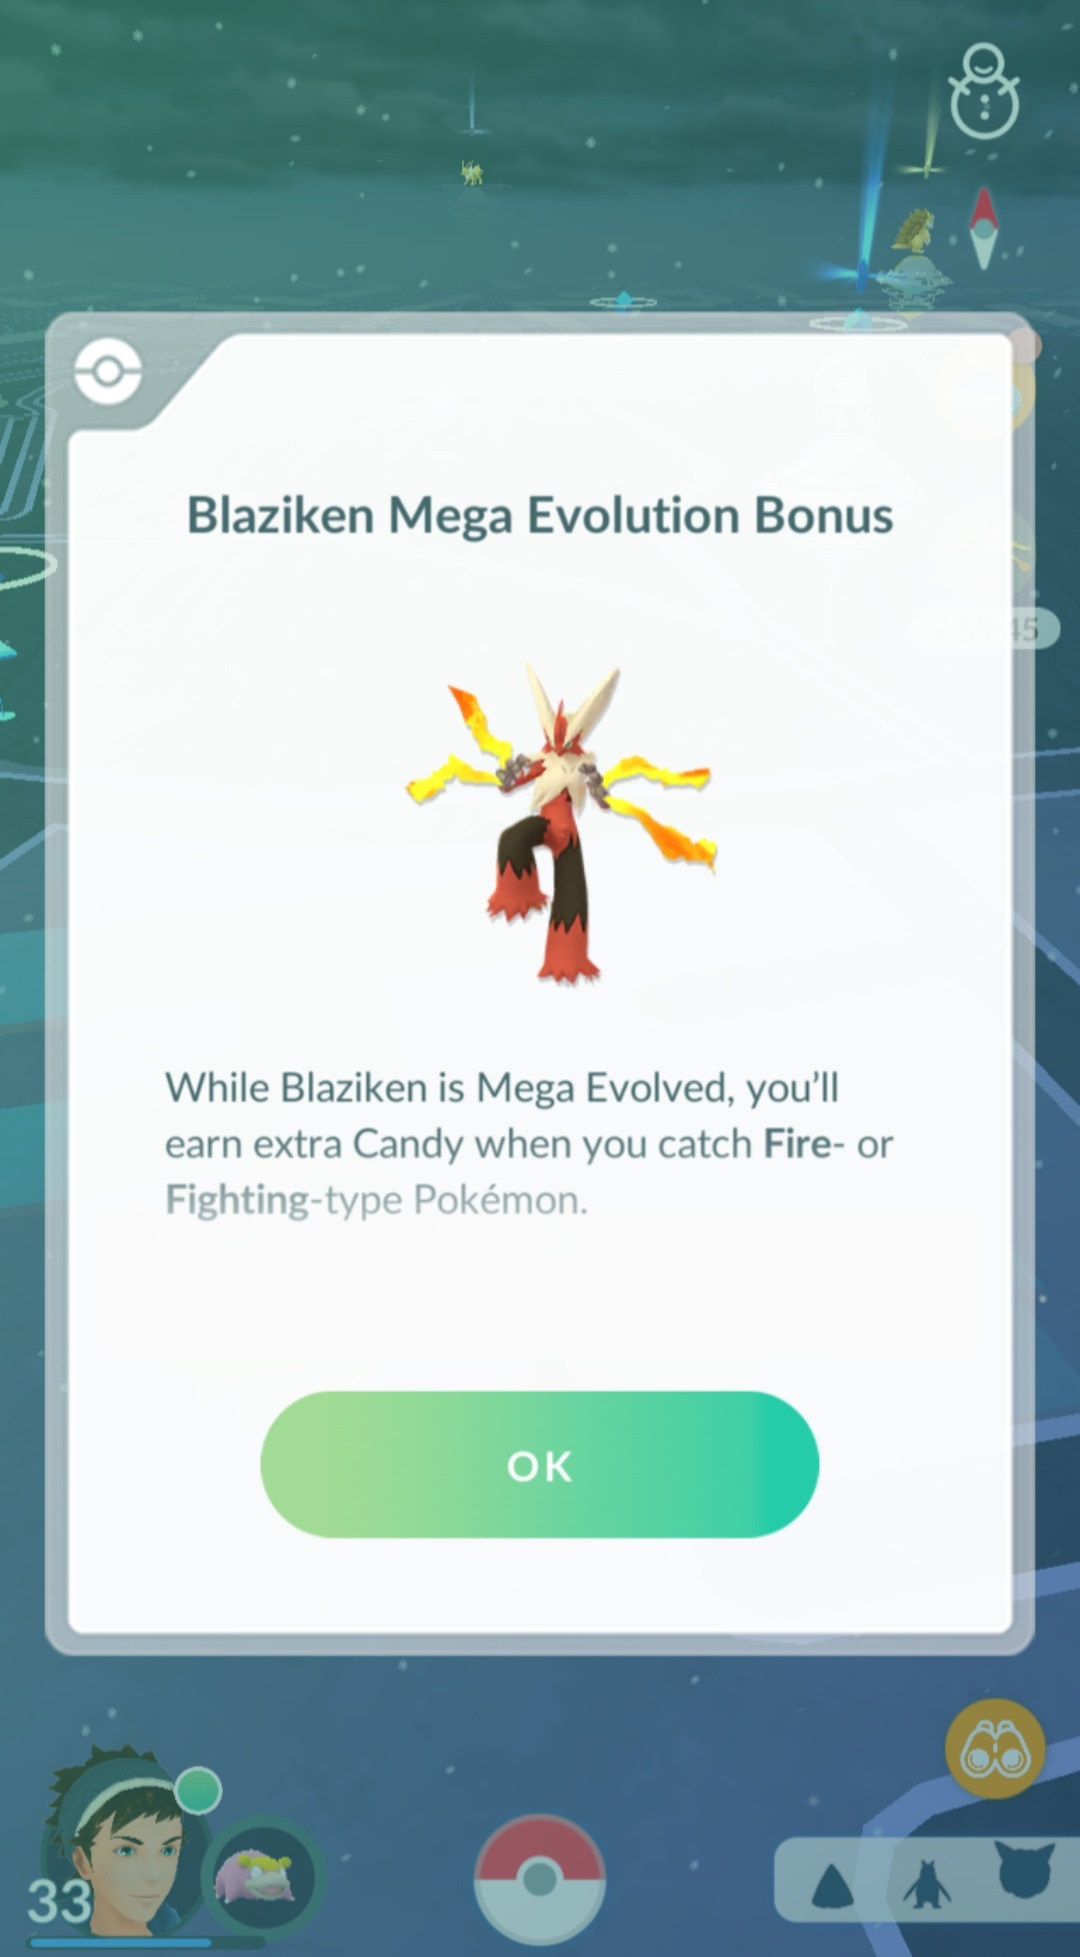 Blaziken Mega Evolution Bonus
7:59:45
While Blaziken is Mega Evolved, you’ll
earn extra Candy when you catch Fire- or
Fighting-type Pokémon.
OK
33